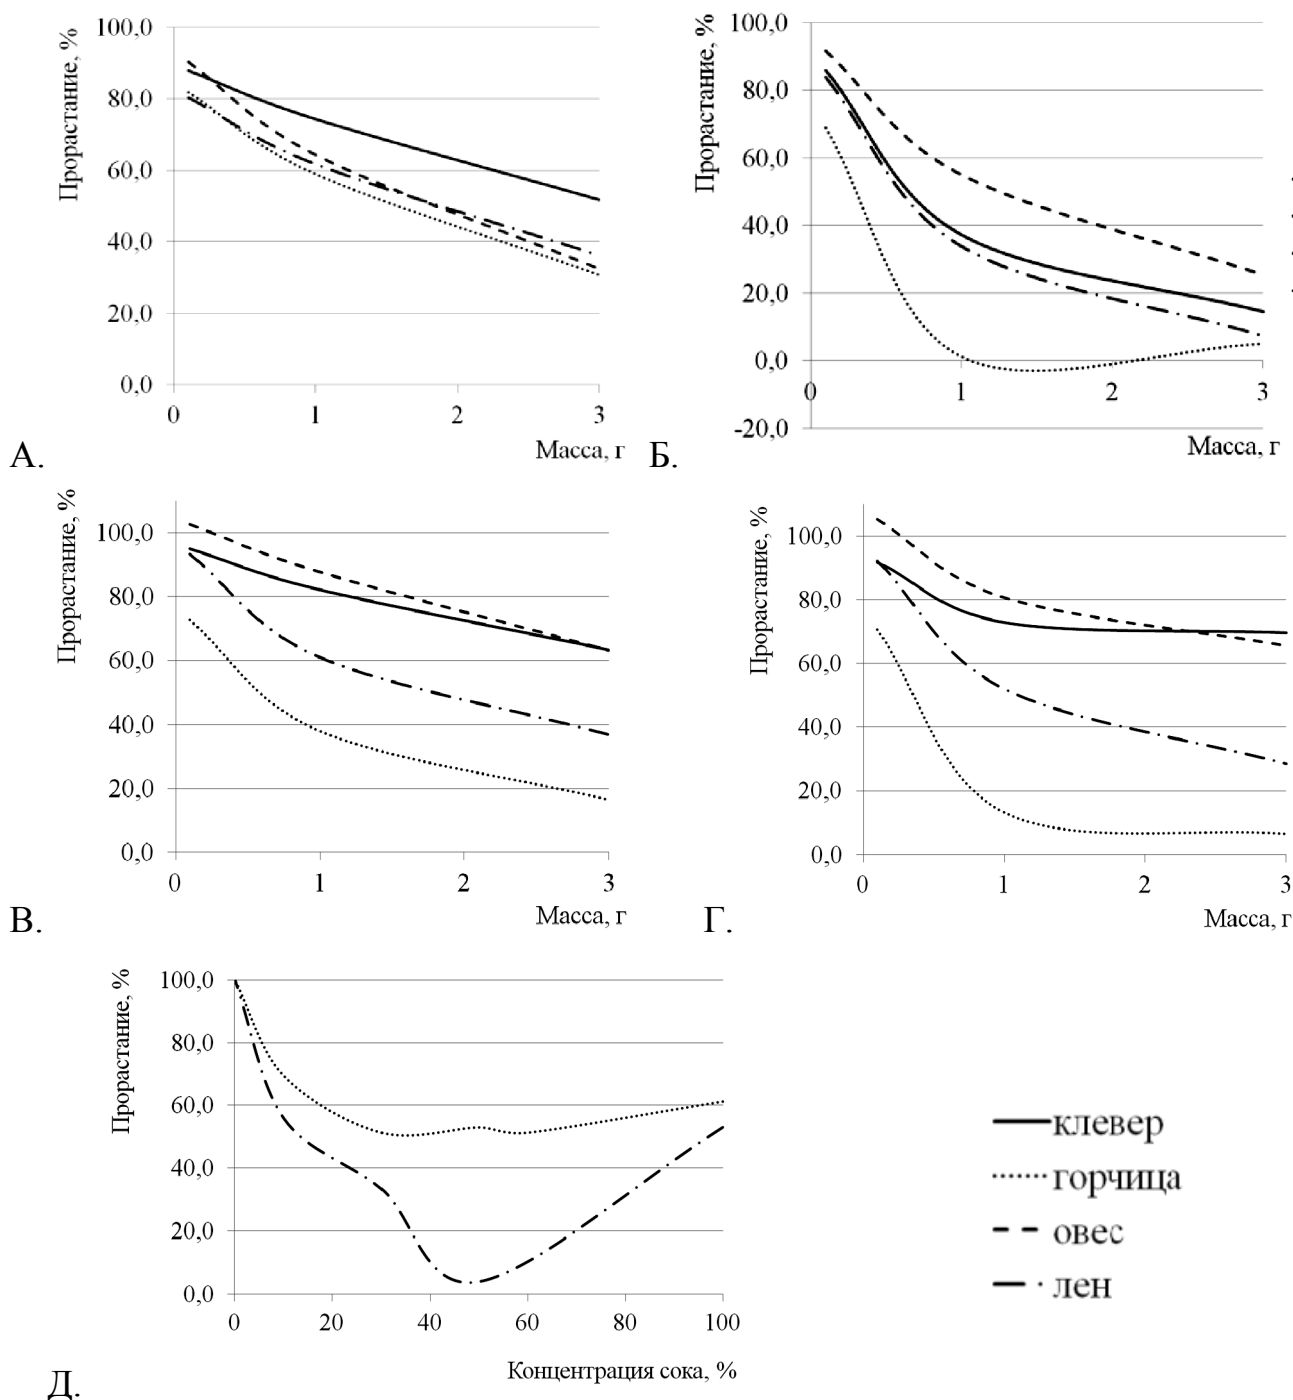 Прорастание, %
100,0
80,0
60,0
40,0
20,0
0,0
0
1
2
3
Масса, г
А.
Прорастание, %
100,0
80,0
60,0
40,0
20,0
0,0
-20,0
0
1
2
3
Масса, г
Б.
Прорастание, %
100,0
80,0
60,0
40,0
20,0
0,0
0
1
2
3
Масса, г
В.
Прорастание, %
100,0
80,0
60,0
40,0
20,0
0,0
0
1
2
3
Масса, г
Г.
Прорастание, %
100,0
80,0
60,0
40,0
20,0
0,0
0
20
40
60
80
100
Концентрация сока, %
Д.
клевер
горчица
овес
лен